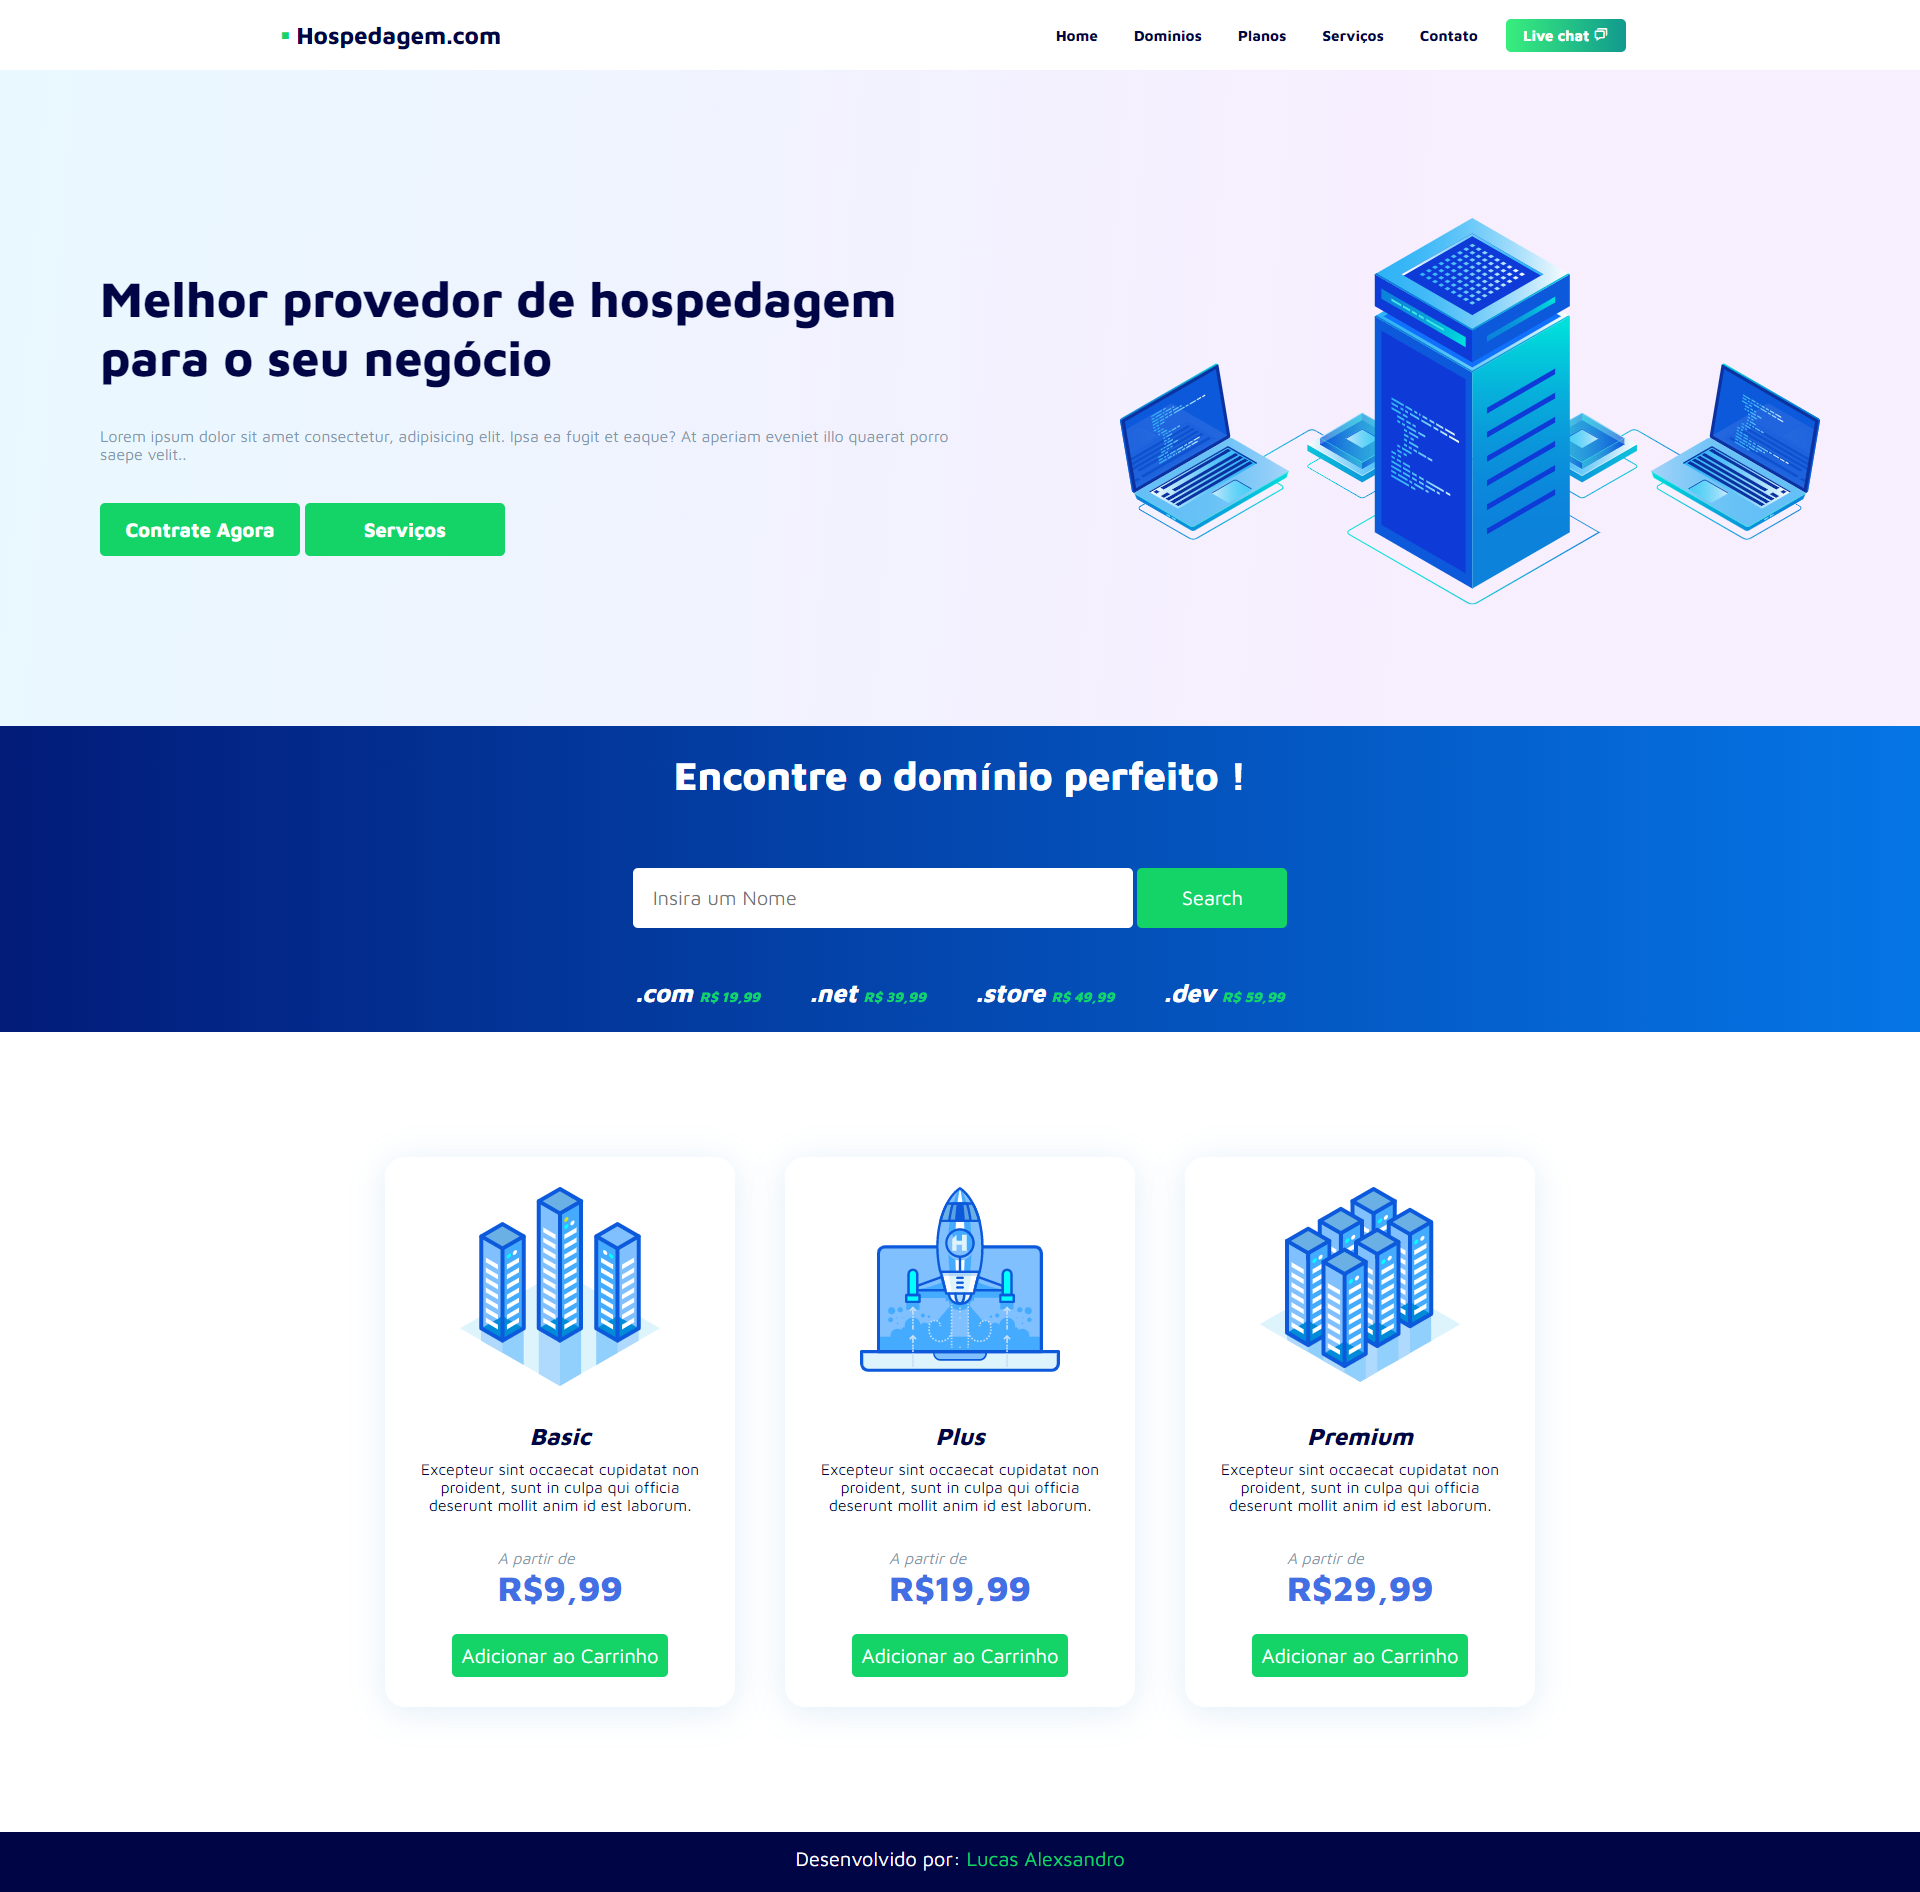 Hospedagem.com
Home Dominios Planos Serviços Contato Live chat
Melhor provedor de hospedagem
para o seu negócio
Lorem ipsum dolor sit amet consectetur, adipisicing elit. Ipsa ea fugit et eaque? At aperiam eveniet illo quaerat porro
saepe velit..
Contrate Agora Serviços
Encontre o domínio perfeito !
Insira um Nome Search
.com R$ 19,99 .net R$ 39,99 .store R$ 49,99 .dev R$ 59,99
H
Basic
Excepteur sint occaecat cupidatat non
proident, sunt in culpa qui officia
deserunt mollit anim id est laborum.
A partir de
R$9,99
Adicionar ao Carrinho
Plus
Excepteur sint occaecat cupidatat non
proident, sunt in culpa qui officia
deserunt mollit anim id est laborum.
A partir de
R$19,99
Adicionar ao Carrinho
Premium
Excepteur sint occaecat cupidatat non
proident, sunt in culpa qui officia
deserunt mollit anim id est laborum.
A partir de
R$29,99
Adicionar ao Carrinho
Desenvolvido por: Lucas Alexsandro